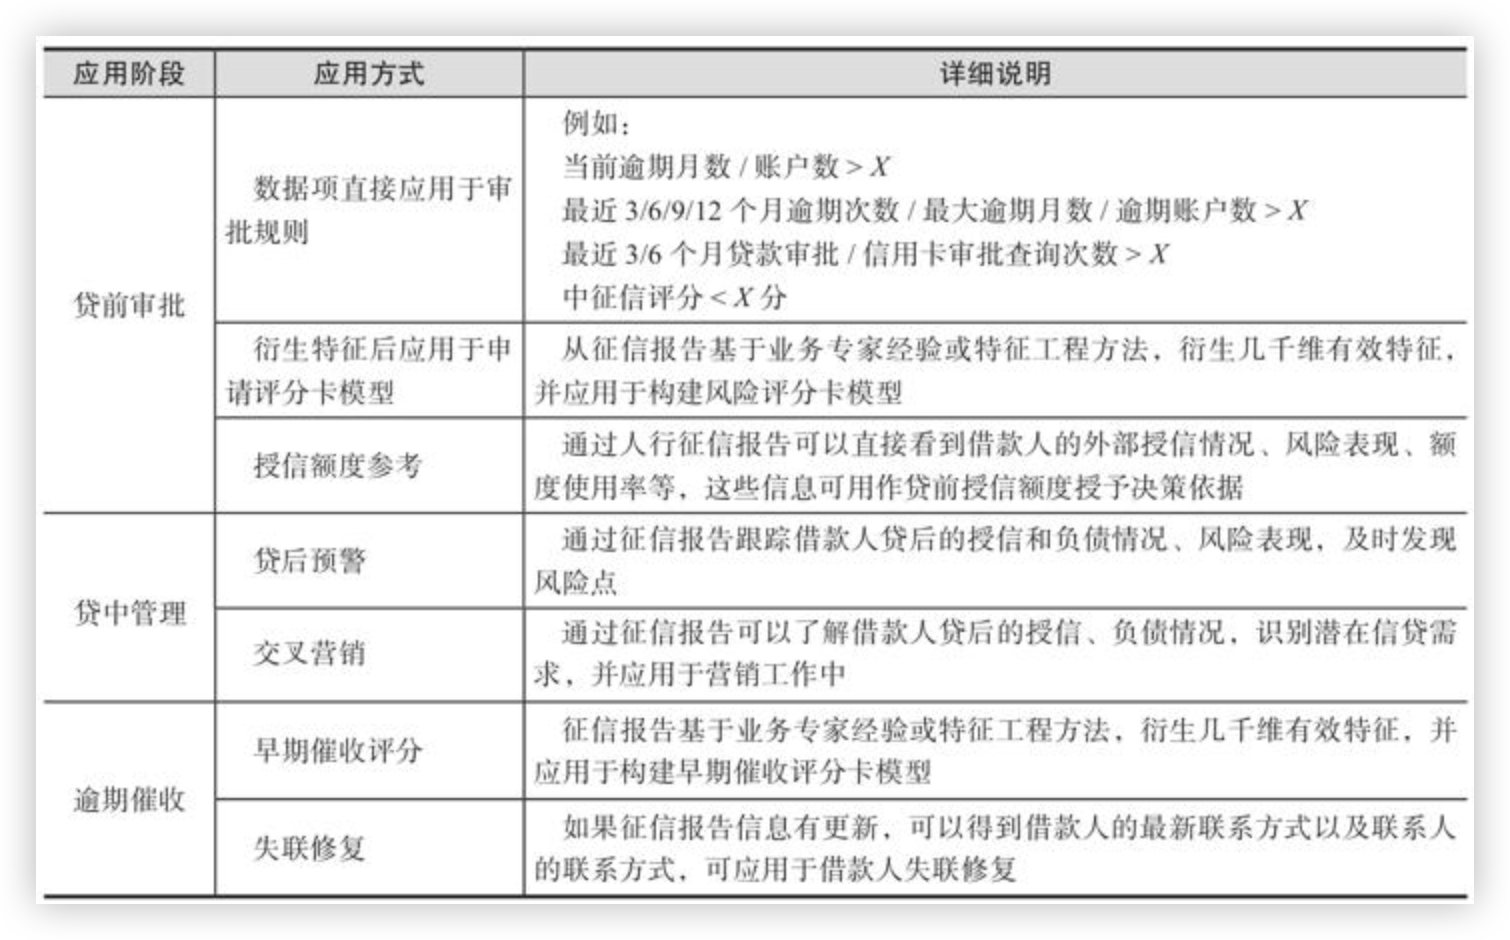 应用阶段 应用方式 详细说明
贷前审批
数据项直接应用于审
批规则
例如：
当前逾期月数 / 账户数 > X
最近 3/6/9/12 个月逾期次数 / 最大逾期月数 / 逾期账户数 > X
最近 3/6 个月贷款审批 / 信用卡审批查询次数 > X
中征信评分 < X 分
衍生特征后应用于申
请评分卡模型
从征信报告基于业务专家经验或特征工程方法，衍生几千维有效特征，
并应用于构建风险评分卡模型
授信额度参考
通过人行征信报告可以直接看到借款人的外部授信情况、风险表现、额
度使用率等，这些信息可用作贷前授信额度授予决策依据
贷中管理
贷后预警
通过征信报告跟踪借款人贷后的授信和负债情况、风险表现，及时发现
风险点
交叉营销
通过征信报告可以了解借款人贷后的授信、负债情况，识别潜在信贷需
求，并应用于营销工作中
逾期催收
早期催收评分
征信报告基于业务专家经验或特征工程方法，衍生几千维有效特征，并
应用于构建早期催收评分卡模型
失联修复
如果征信报告信息有更新，可以得到借款人的最新联系方式以及联系人
的联系方式，可应用于借款人失联修复